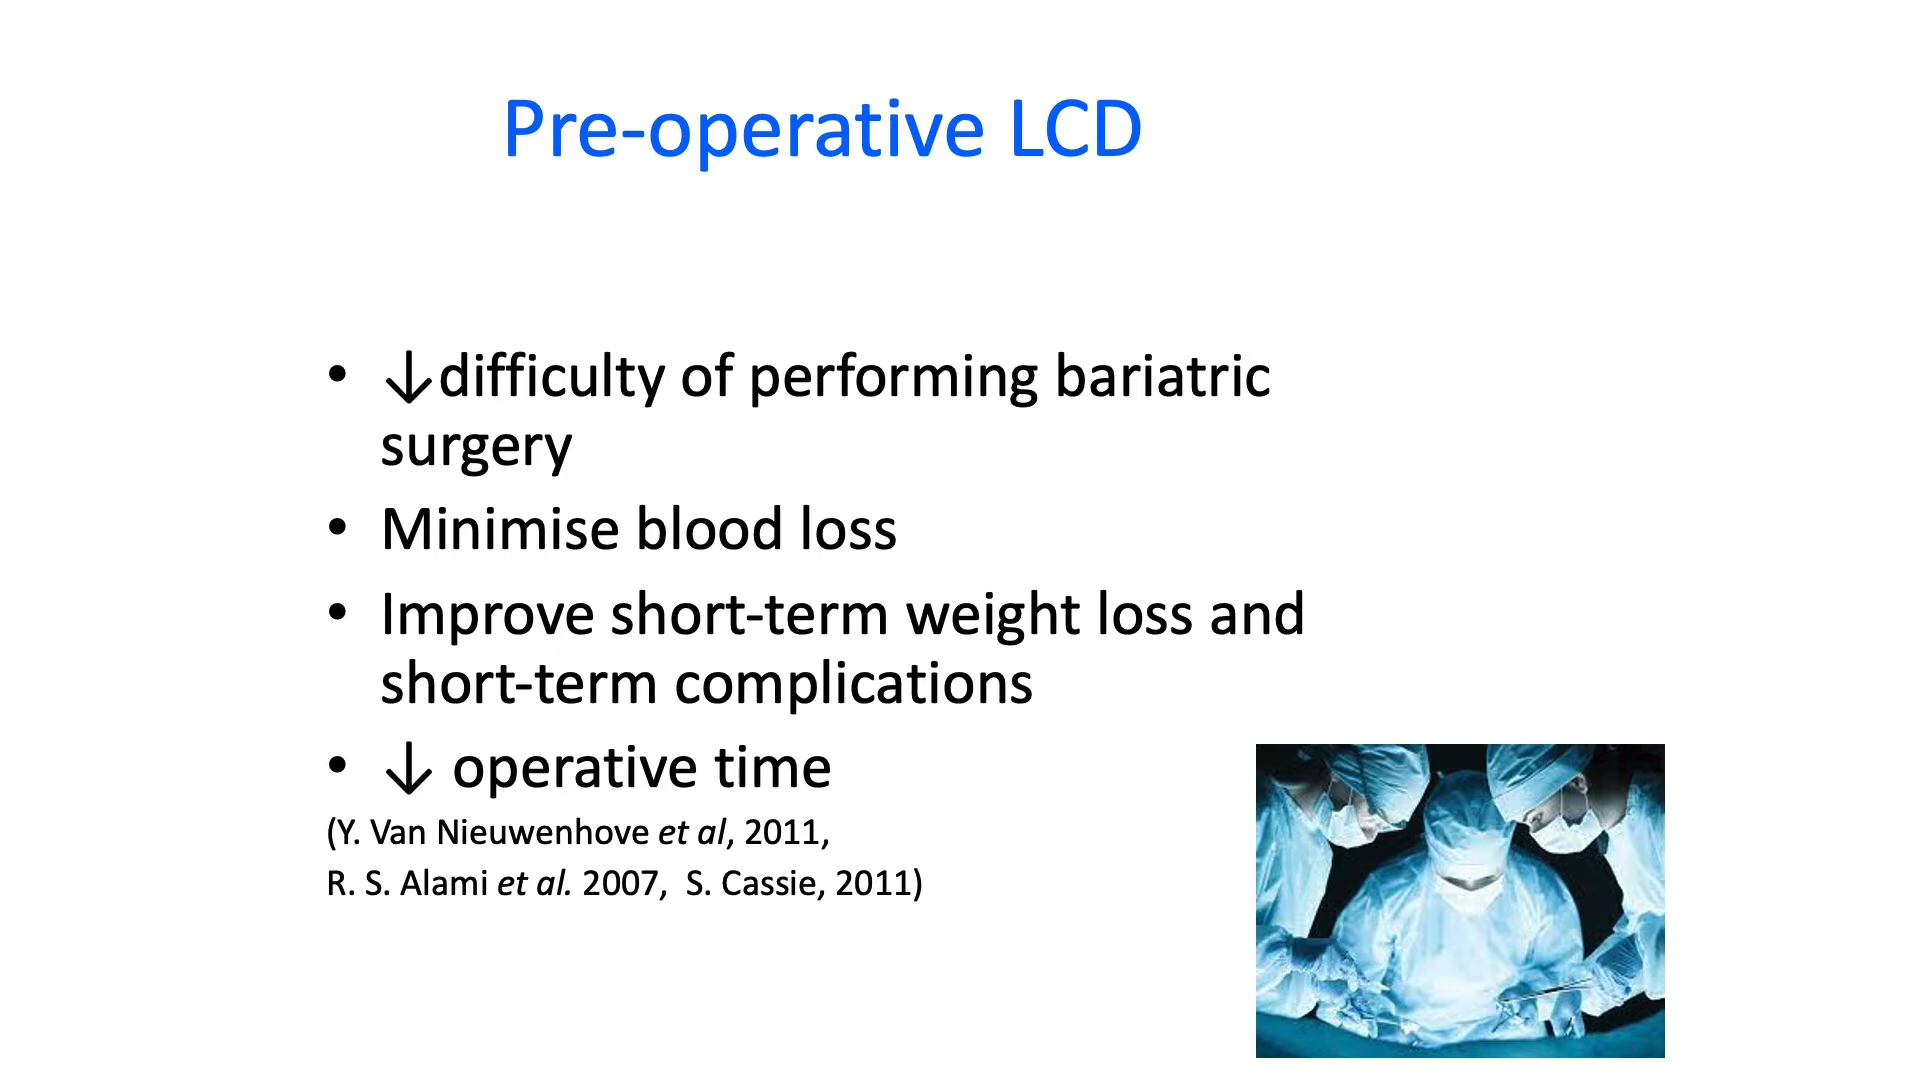 Pre-operative LCD
• ↓difficulty of performing bariatric
surgery
• Minimise blood loss
• Improve short-term weight loss and
short-term complications
• ↓ operative time
(Y. Van Nieuwenhove et al, 2011,
R. S. Alami et al. 2007,  S. Cassie, 2011)